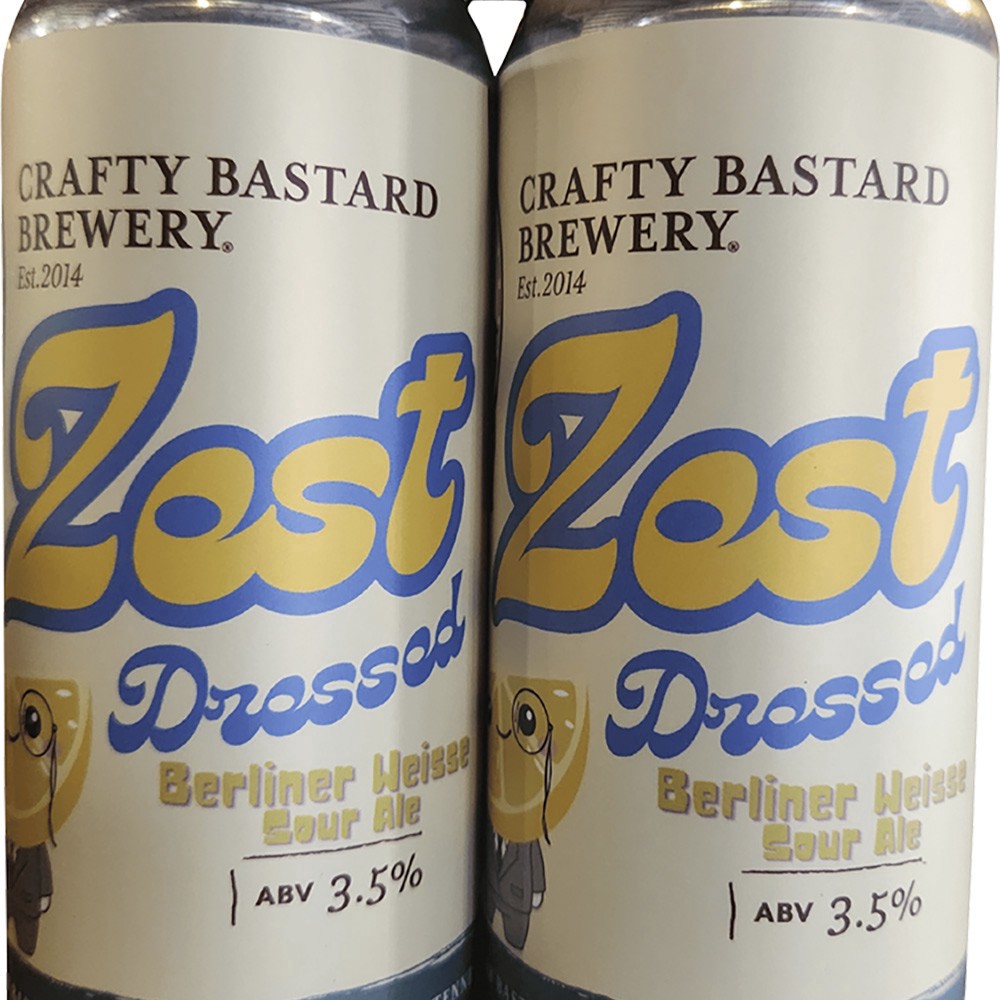 CRAFTY BASTARD
BREWERY®
Est.2014
Zest
Dressed
Berliner Weisse
Sour Ale
ABV 3.5%
CRAFTY BASTARD
BREWERY®
Est.2014
Zest
Dressed
Berliner Weisse
Sour Ale
ABV 3.5%